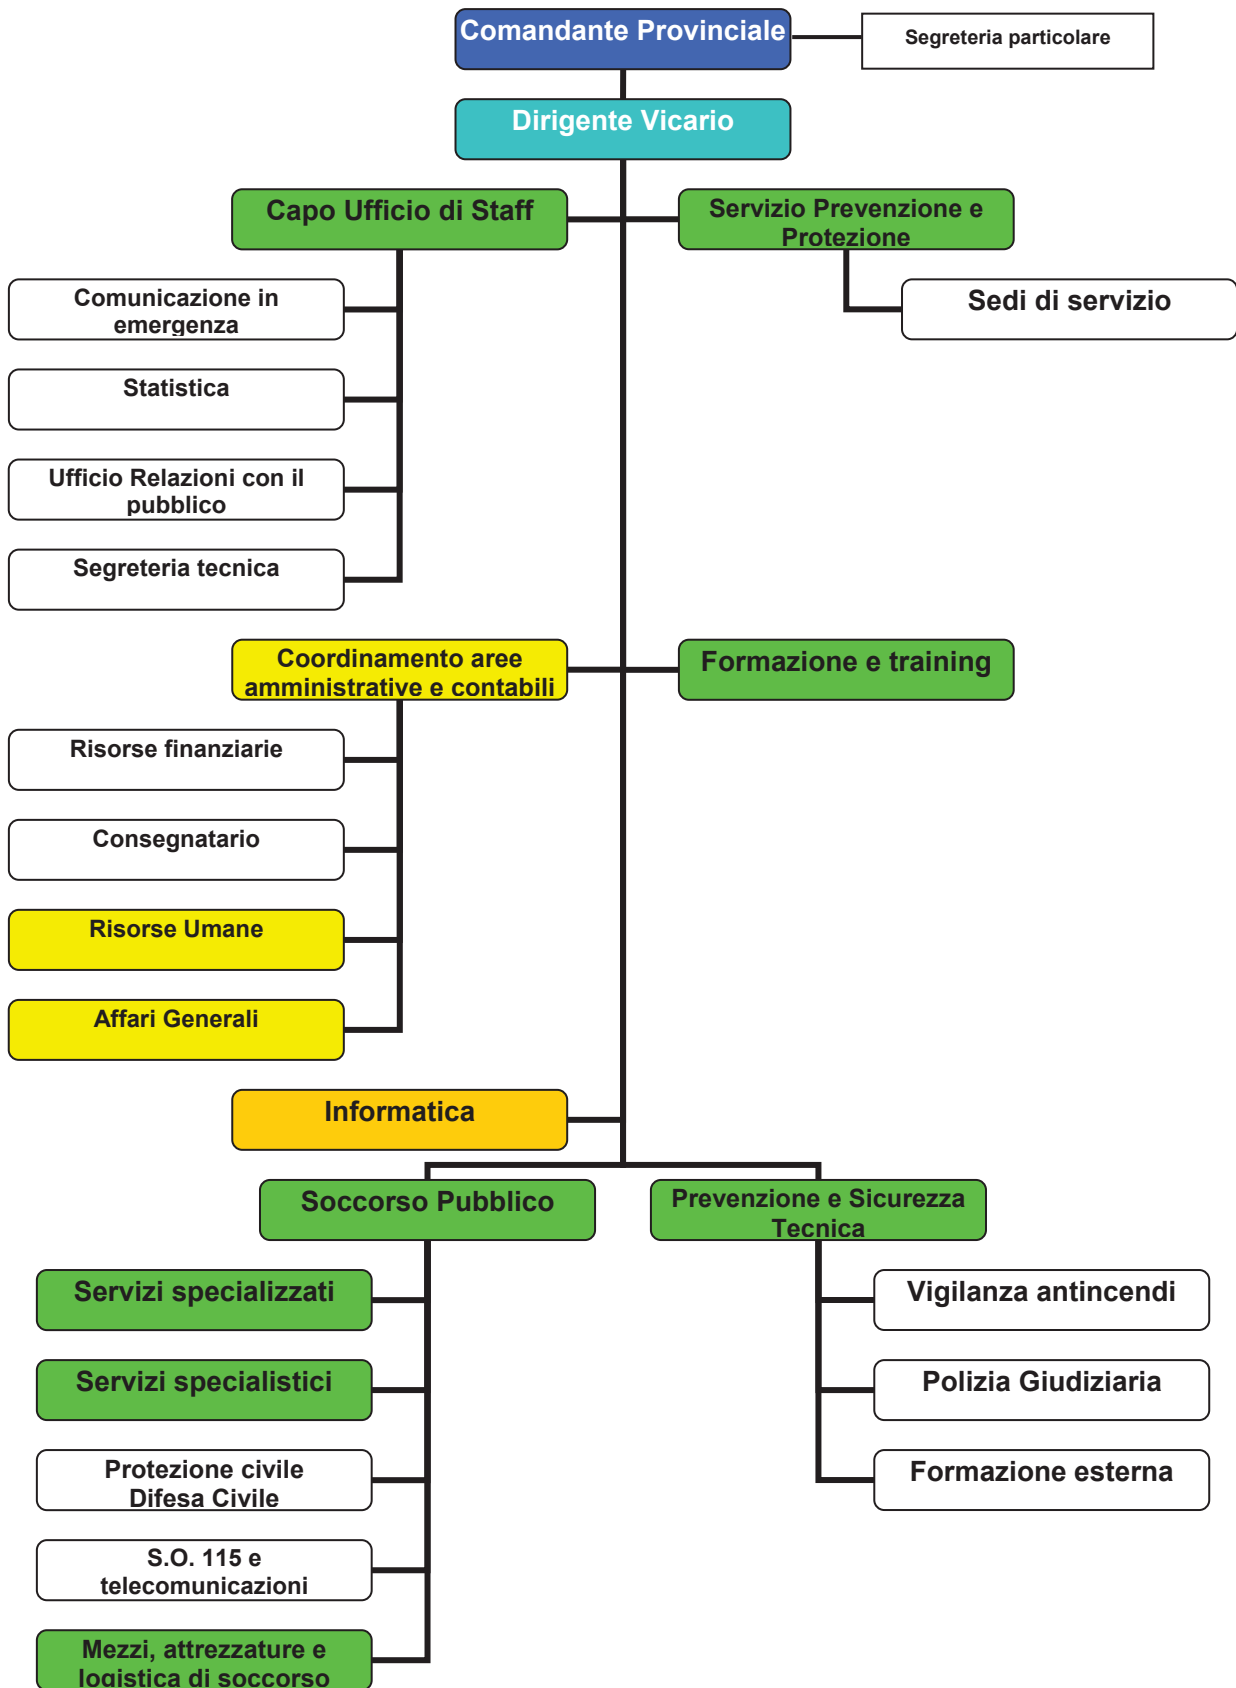 Comandante Provinciale
Segreteria particolare
Dirigente Vicario
Capo Ufficio di Staff
Servizio Prevenzione e
Protezione
Comunicazione in
emergenza
Sedi di servizio
Statistica
Ufficio Relazioni con il
pubblico
Segreteria tecnica
Coordinamento aree
amministrative e contabili
Formazione e training
Risorse finanziarie
Consegnatario
Risorse Umane
Affari Generali
Informatica
Soccorso Pubblico
Prevenzione e Sicurezza
Tecnica
Servizi specializzati
Vigilanza antincendi
Servizi specialistici
Polizia Giudiziaria
Protezione civile
Difesa Civile
Formazione esterna
S.O. 115 e
telecomunicazioni
Mezzi, attrezzature e
logistica di soccorso